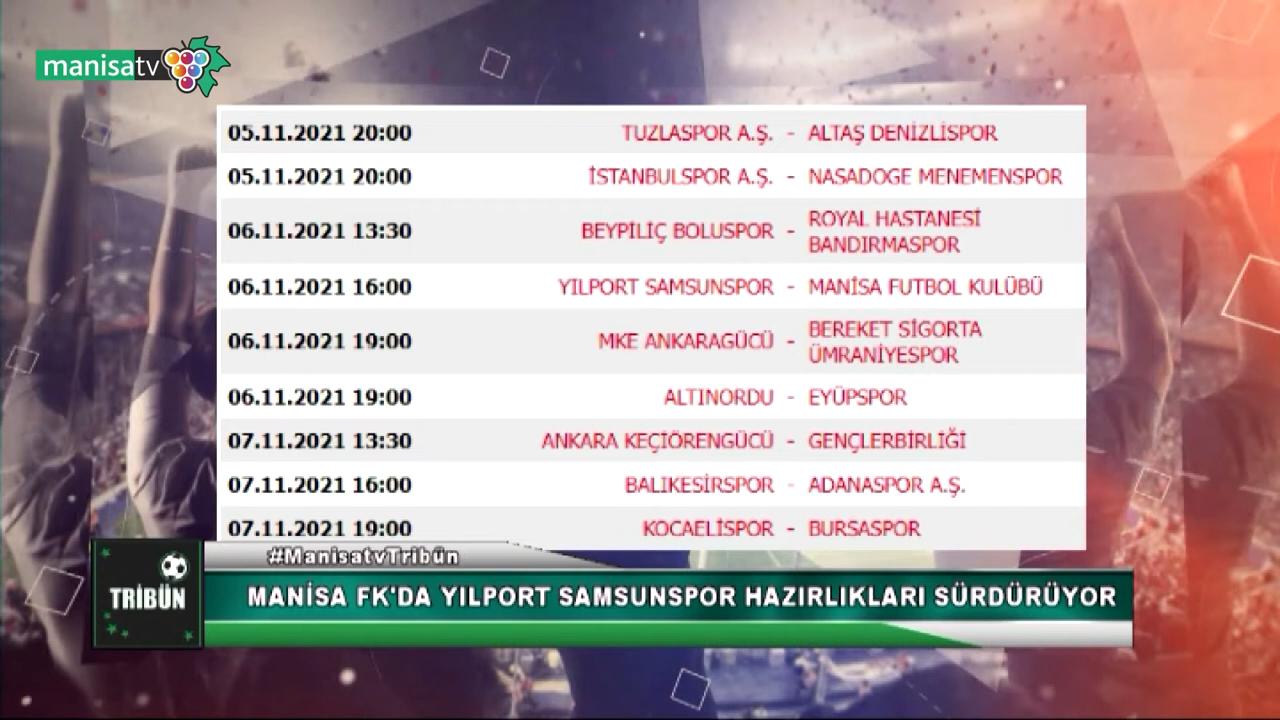 manisatv
05.11.2021 20:00 TUZLASPOR A.Ş. - ALTAŞ DENİZLİSPOR
05.11.2021 20:00 İSTANBULSPOR A.Ş. - NASADOGE MENEMENSPOR
06.11.2021 13:30 BEYPİLİÇ BOLUSPOR - ROYAL HASTANESİ
BANDIRMASPOR
06.11.2021 16:00 YILPORT SAMSUNSPOR - MANİSA FUTBOL KULÜBÜ
06.11.2021 19:00 MKE ANKARAGÜCÜ - BEREKET SİGORTA
ÜMRANİYESPOR
06.11.2021 19:00 ALTINORDU - EYÜPSPOR
07.11.2021 13:30 ANKARA KEÇİÖRENGÜCÜ - GENÇLERBİRLİĞİ
07.11.2021 16:00 BALIKESİRSPOR - ADANASPOR A.Ş.
07.11.2021 19:00 KOCAELİSPOR - BURSASPOR
#ManisatvTribün
TRİBÜN
MANİSA FK'DA YILPORT SAMSUNSPOR HAZIRLIKLARI SÜRDÜRÜYOR